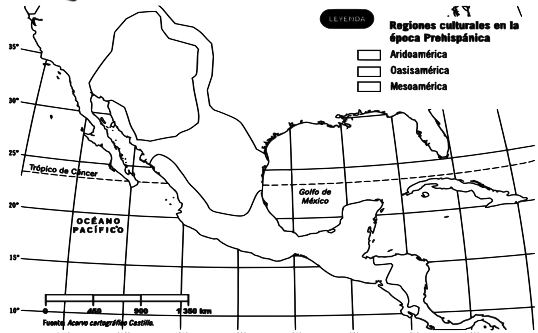 LEYENDA
Regiones culturales en la
época Prehispánica
Aridoamérica
Oasisamérica
Mesoamérica
35°
30°
25°
20°
15°
10°
Trópico de Cáncer
Golfo de
México
OCÉANO
PACÍFICO
0 450 900 1 350 km
Fuente: Acervo cartográfico Castillo.